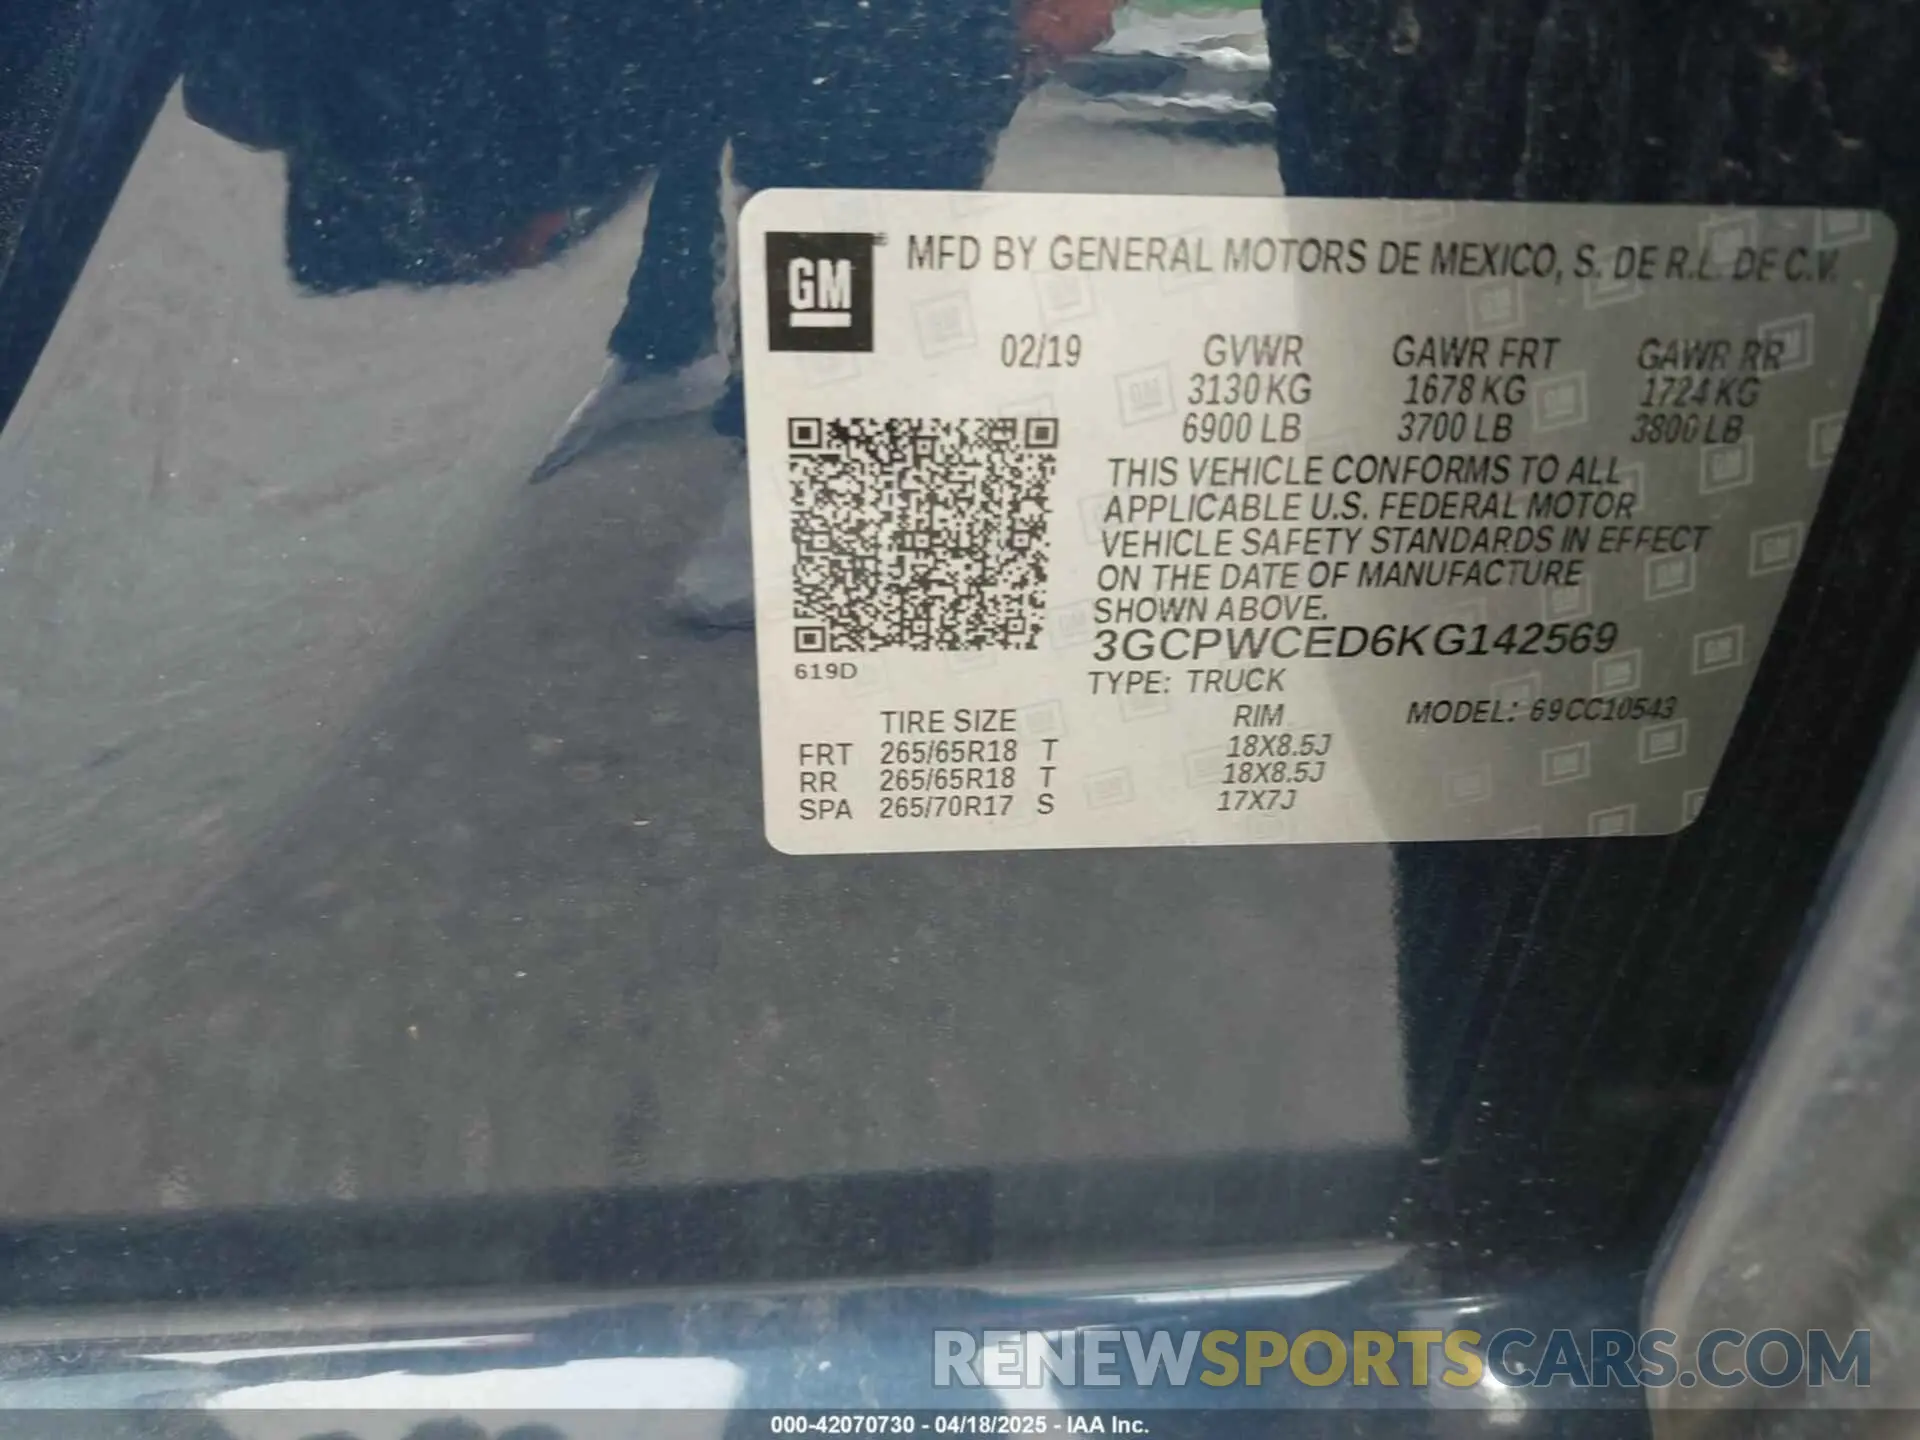 GM® MFD BY GENERAL MOTORS DE MEXICO, S. DE R.L. DE C.V.
02/19 GVWR GAWR FRT GAWR RR
3130 KG 1678 KG 1724 KG
6900 LB 3700 LB 3800 LB
THIS VEHICLE CONFORMS TO ALL
APPLICABLE U.S. FEDERAL MOTOR
VEHICLE SAFETY STANDARDS IN EFFECT
ON THE DATE OF MANUFACTURE
SHOWN ABOVE.
3GCPWCED6KG142569
619D
TYPE: TRUCK
TIRE SIZE RIM MODEL: 69CC10543
FRT 265/65R18 T 18X8.5J
RR 265/65R18 T 18X8.5J
SPA 265/70R17 S 17X7J
RENEWSPORTSCARS.COM
000-42070730 - 04/18/2025 - IAA Inc.